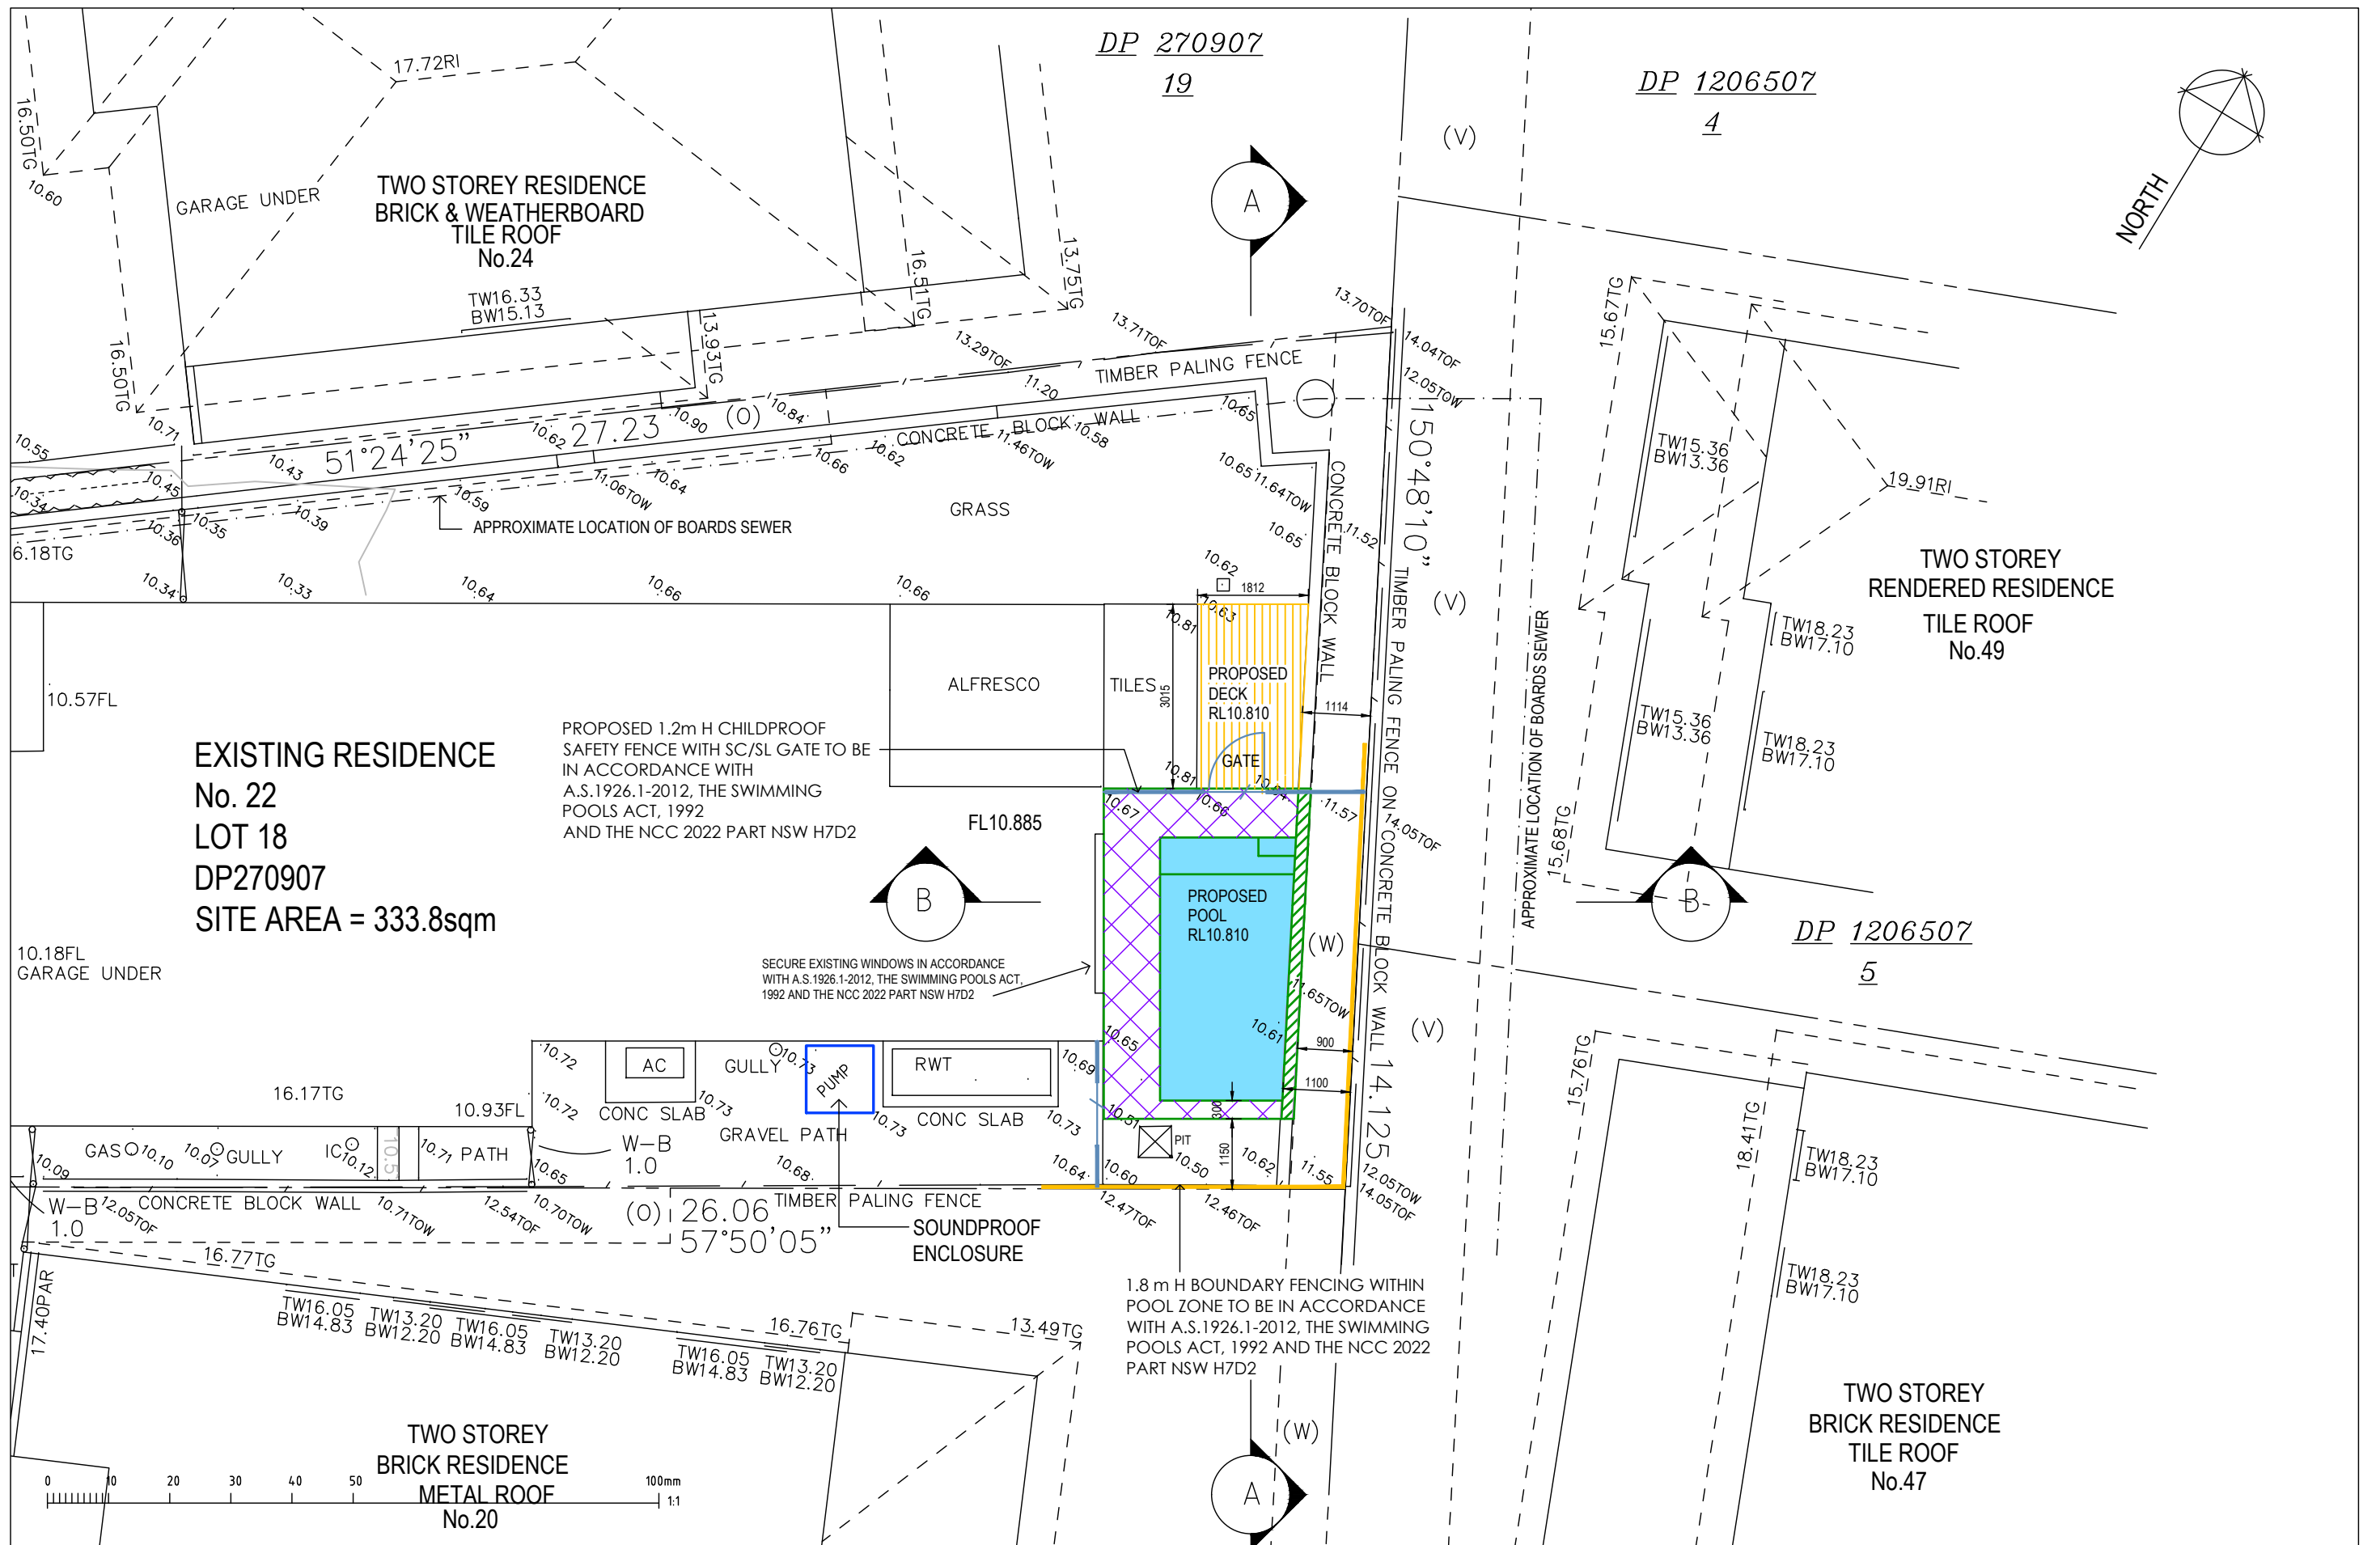 DP 270907
19
DP 1206507
4
NORTH
(V)
A
17.72RI
16.50TG
10.60
GARAGE UNDER
TWO STOREY RESIDENCE
BRICK & WEATHERBOARD
TILE ROOF
No.24
TW16.33
BW15.13
16.51TG
13.75TG
13.93TG
16.50TG
13.29TOF
13.71TOF
13.70TOF
14.04TOF
12.05TOW
TIMBER PALING FENCE
11.20
10.84
10.90
(O)
10.62
27.23
51°24'25"
10.71
10.55
10.43
10.45
10.34
10.65
CONCRETE BLOCK WALL
11.46TOW
10.58
10.62
10.66
10.64
11.06TOW
10.59
10.39
10.35
10.36
APPROXIMATE LOCATION OF BOARDS SEWER
GRASS
10.65
11.64TOW
10.65
CONCRETE BLOCK WALL
11.52
150°48'10"
14.125
TIMBER PALING FENCE ON CONCRETE BLOCK WALL
(V)
APPROXIMATE LOCATION OF BOARDS SEWER
15.67TG
TW15.36
BW13.36
19.91RI
TWO STOREY
RENDERED RESIDENCE
TILE ROOF
No.49
TW18.23
BW17.10
TW15.36
BW13.36
TW18.23
BW17.10
15.68TG
6.18TG
10.34
10.33
10.64
10.66
10.66
10.62
1812
10.63
10.81
10.57FL
ALFRESCO
TILES
3015
PROPOSED
DECK
RL10.810
1114
GATE
10.81
10.67
10.66
11.57
14.05TOF
EXISTING RESIDENCE
No. 22
LOT 18
DP270907
SITE AREA = 333.8sqm
PROPOSED 1.2m H CHILDPROOF
SAFETY FENCE WITH SC/SL GATE TO BE
IN ACCORDANCE WITH
A.S.1926.1-2012, THE SWIMMING
POOLS ACT, 1992
AND THE NCC 2022 PART NSW H7D2
FL10.885
B
PROPOSED
POOL
RL10.810
B
DP 1206507
5
10.18FL
GARAGE UNDER
SECURE EXISTING WINDOWS IN ACCORDANCE
WITH A.S.1926.1-2012, THE SWIMMING POOLS ACT,
1992 AND THE NCC 2022 PART NSW H7D2
(W)
11.65TOW
10.61
900
1100
(V)
10.65
10.69
10.51
300
1150
10.72
AC
GULLY
10.73
PUMP
RWT
16.17TG
10.93FL
10.72
CONC SLAB
10.73
GRAVEL PATH
10.73
CONC SLAB
10.73
PIT
GAS
10.10
10.07
GULLY
IC
10.12
10.71
PATH
W-B
1.0
10.09
10.65
10.68
10.64
10.60
10.50
10.62
11.55
12.05TOW
14.05TOF
W-B
1.0
12.05TOF
CONCRETE BLOCK WALL
10.71TOW
12.54TOF
10.70TOW
(O)
26.06
57°50'05"
TIMBER PALING FENCE
SOUNDPROOF
ENCLOSURE
12.47TOF
12.46TOF
15.76TG
18.41TG
TW18.23
BW17.10
TW18.23
BW17.10
16.77TG
17.40PAR
TW16.05
BW14.83
TW13.20
BW12.20
TW16.05
BW14.83
TW13.20
BW12.20
TW16.05
BW14.83
TW13.20
BW12.20
16.76TG
13.49TG
1.8 m H BOUNDARY FENCING WITHIN
POOL ZONE TO BE IN ACCORDANCE
WITH A.S.1926.1-2012, THE SWIMMING
POOLS ACT, 1992 AND THE NCC 2022
PART NSW H7D2
TWO STOREY
BRICK RESIDENCE
METAL ROOF
No.20
A
(W)
TWO STOREY
BRICK RESIDENCE
TILE ROOF
No.47
0 10 20 30 40 50 100mm
1:1